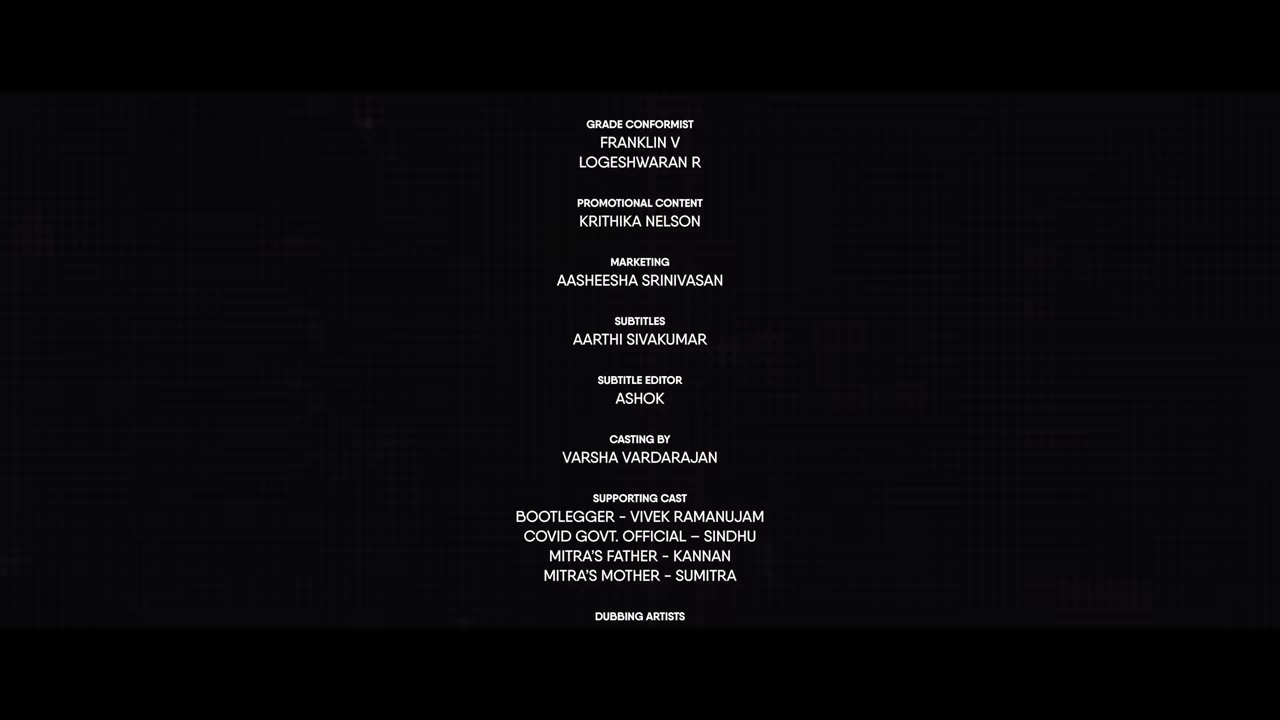 GRADE CONFORMIST
FRANKLIN V
LOGESHWARAN R
PROMOTIONAL CONTENT
KRITHIKA NELSON
MARKETING
AASHEESHA SRINIVASAN
SUBTITLES
AARTHI SIVAKUMAR
SUBTITLE EDITOR
ASHOK
CASTING BY
VARSHA VARDARAJAN
SUPPORTING CAST
BOOTLEGGER - VIVEK RAMANUJAM
COVID GOVT. OFFICIAL – SINDHU
MITRA'S FATHER - KANNAN
MITRA'S MOTHER - SUMITRA
DUBBING ARTISTS